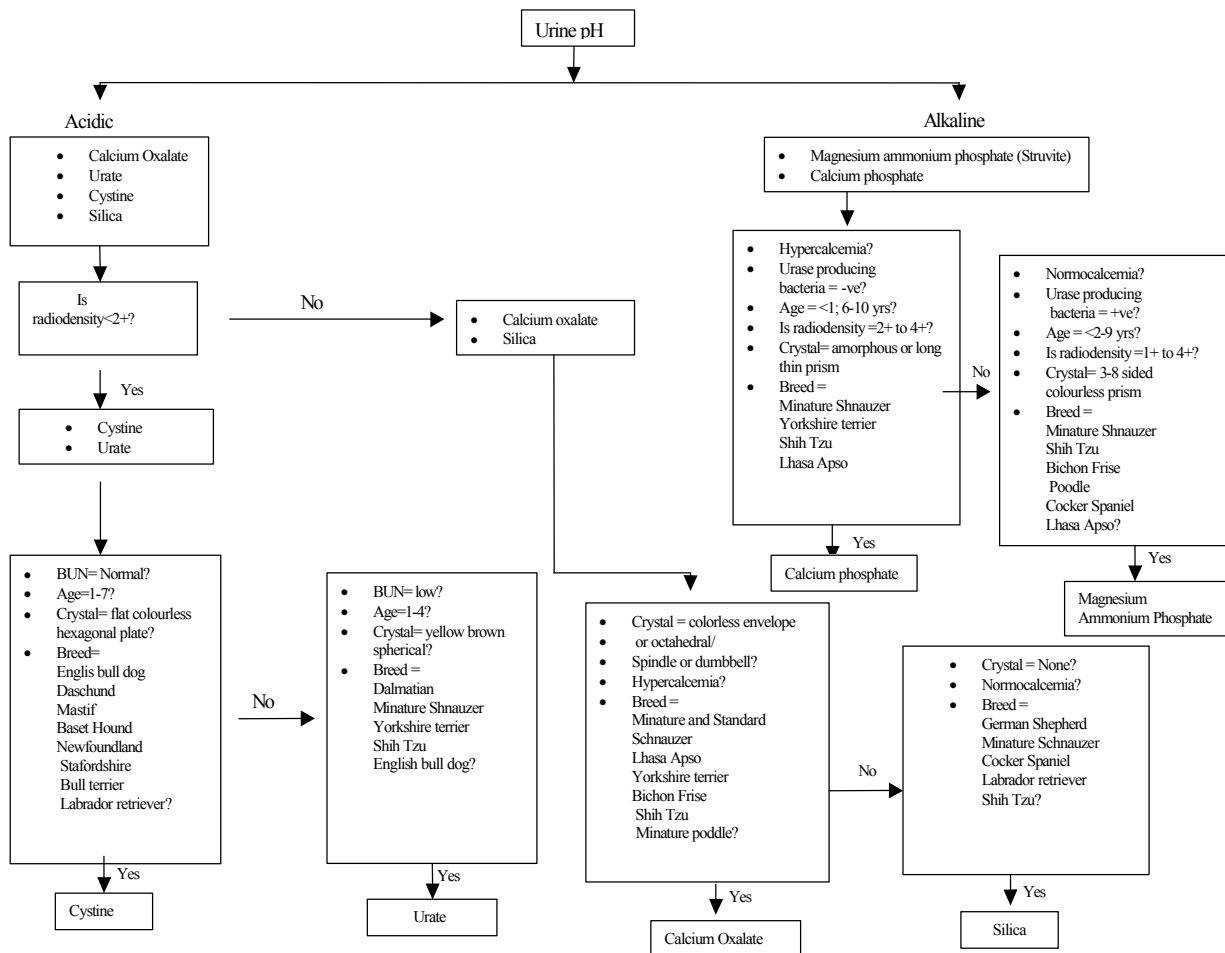 Urine pH
Acidic
• Calcium Oxalate
• Urate
• Cystine
• Silica
Is
radiodensity<2+?
No
Yes
• Cystine
• Urate
• BUN= Normal?
• Age=1-7?
• Crystal= flat colourless
hexagonal plate?
• Breed=
Englis bull dog
Daschund
Mastif
Baset Hound
Newfoundland
Stafordshire
Bull terrier
Labrador retriever?
Yes
Cystine
No
• BUN= low?
• Age=1-4?
• Crystal= yellow brown
spherical?
• Breed =
Dalmatian
Minature Shnauzer
Yorkshire terrier
Shih Tzu
English bull dog?
Yes
Urate
• Calcium oxalate
• Silica
• Crystal = colorless envelope
• or octahedral/
• Spindle or dumbbell?
• Hypercalcemia?
• Breed =
Minature and Standard
Schnauzer
Lhasa Apso
Yorkshire terrier
Bichon Frise
Shih Tzu
Minature poddle?
Yes
Calcium Oxalate
No
• Crystal = None?
• Normocalcemia?
• Breed =
German Shepherd
Minature Schnauzer
Cocker Spaniel
Labrador retriever
Shih Tzu?
Yes
Silica
Alkaline
• Magnesium ammonium phosphate (Struvite)
• Calcium phosphate
• Hypercalcemia?
• Urase producing
bacteria = -ve?
• Age = <1; 6-10 yrs?
• Is radiodensity =2+ to 4+?
• Crystal= amorphous or long
thin prism
• Breed =
Minature Shnauzer
Yorkshire terrier
Shih Tzu
Lhasa Apso
Yes
Calcium phosphate
No
• Normocalcemia?
• Urase producing
bacteria = +ve?
• Age = <2-9 yrs?
• Is radiodensity =1+ to 4+?
• Crystal= 3-8 sided
colourless prism
• Breed =
Minature Shnauzer
Shih Tzu
Bichon Frise
Poodle
Cocker Spaniel
Lhasa Apso?
Yes
Magnesium
Ammonium Phosphate